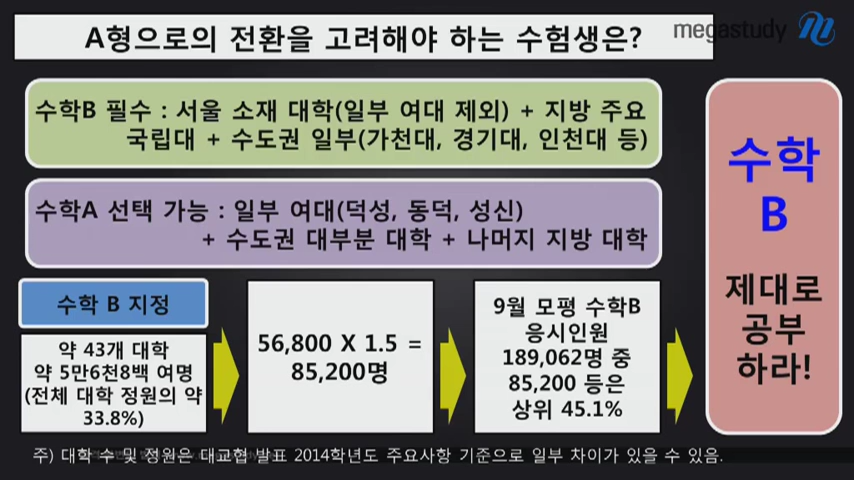 A형으로의 전환을 고려해야 하는 수험생은?
megastudy
수학B 필수 : 서울 소재 대학(일부 여대 제외) + 지방 주요
국립대 + 수도권 일부(가천대, 경기대, 인천대 등)
수학A 선택 가능 : 일부 여대(덕성, 동덕, 성신)
+ 수도권 대부분 대학 + 나머지 지방 대학
수학 B 지정
약 43개 대학
약 5만6천8백 여명
(전체 대학 정원의 약
33.8%)
56,800 X 1.5 =
85,200명
9월 모평 수학B
응시인원
189,062명 중
85,200 등은
상위 45.1%
수학
B
제대로
공부
하라!
주) 대학 수 및 정원은 대교협 발표 2014학년도 주요사항 기준으로 일부 차이가 있을 수 있음.